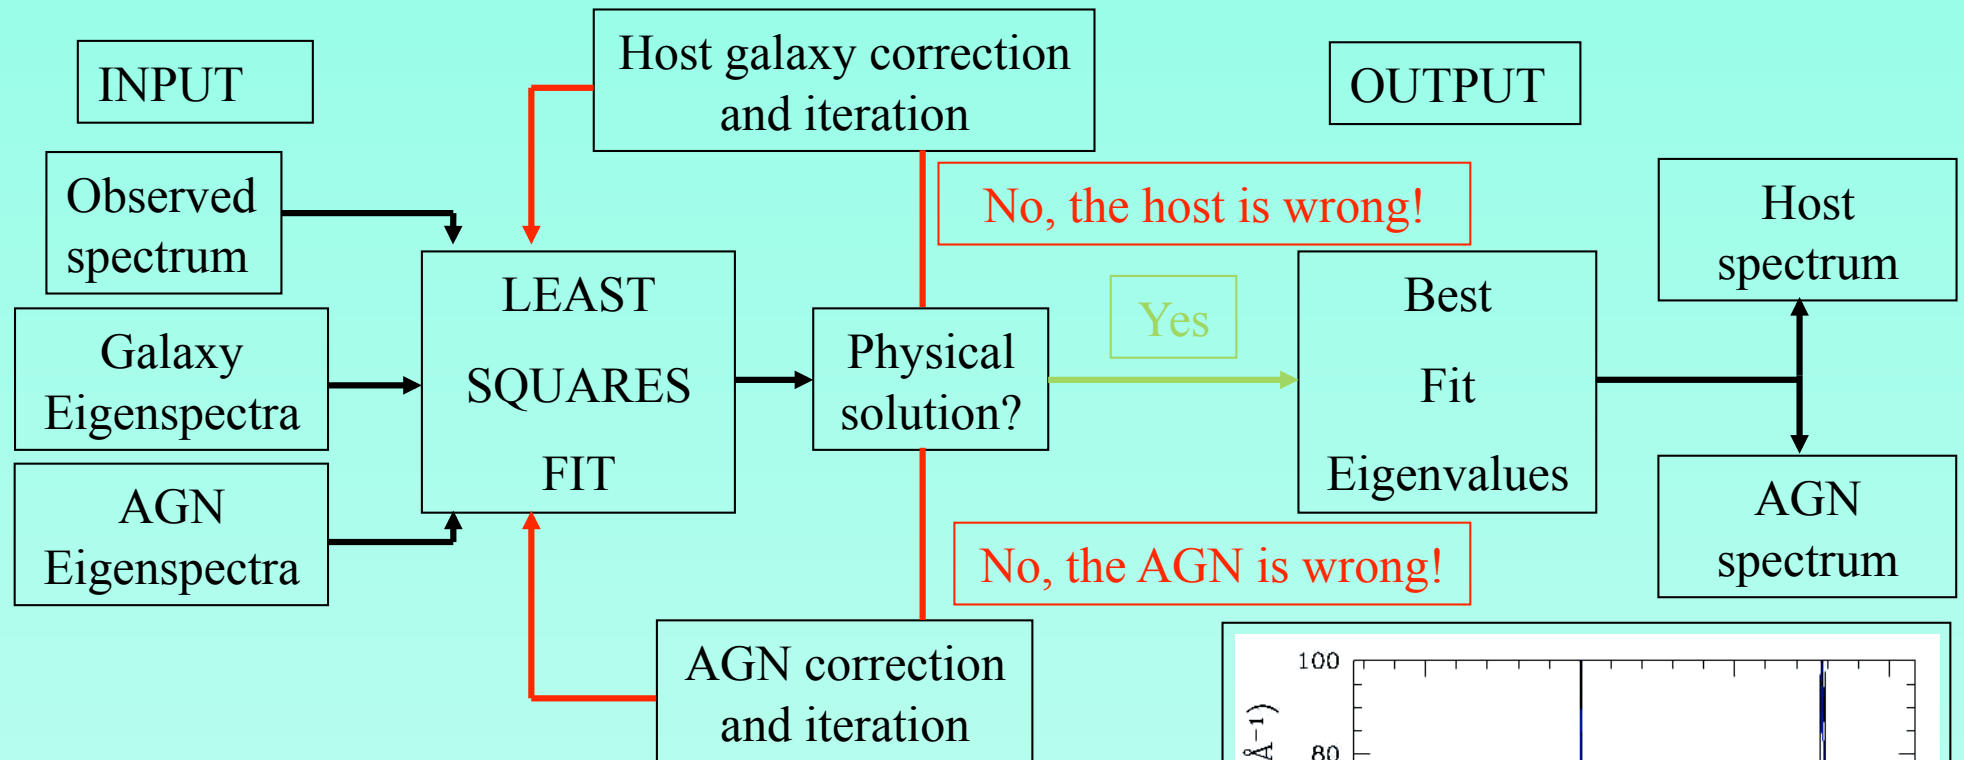 INPUT
Host galaxy correction
and iteration
OUTPUT
Observed
spectrum
No, the host is wrong!
Host
spectrum
Galaxy
Eigenspectra
LEAST
SQUARES
FIT
Physical
solution?
Yes
Best
Fit
Eigenvalues
AGN
Eigenspectra
No, the AGN is wrong!
AGN
spectrum
AGN correction
and iteration
100
80
Å⁻¹)